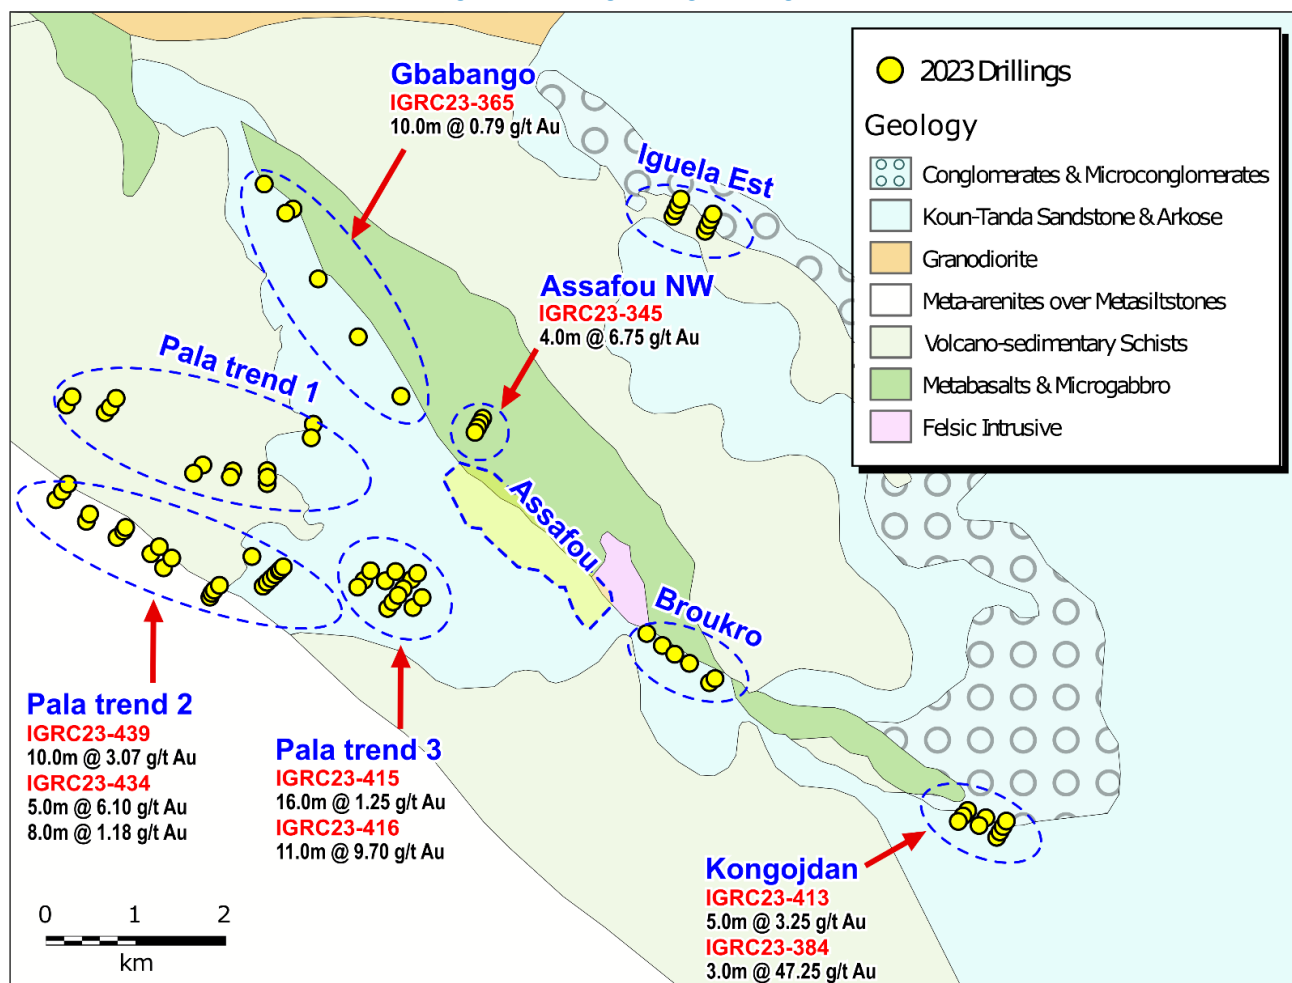 Gbabango
IGRC23-365
10.0m @ 0.79 g/t Au
Iguela Est
Assafou NW
IGRC23-345
4.0m @ 6.75 g/t Au
Pala trend 1
Assafou
Broukro
Pala trend 2
IGRC23-439
10.0m @ 3.07 g/t Au
IGRC23-434
5.0m @ 6.10 g/t Au
8.0m @ 1.18 g/t Au
Pala trend 3
IGRC23-415
16.0m @ 1.25 g/t Au
IGRC23-416
11.0m @ 9.70 g/t Au
Kongojdan
IGRC23-413
5.0m @ 3.25 g/t Au
IGRC23-384
3.0m @ 47.25 g/t Au
0 1 2
km
2023 Drillings
Geology
Conglomerates & Microconglomerates
Koun-Tanda Sandstone & Arkose
Granodiorite
Meta-arenites over Metasiltstones
Volcano-sedimentary Schists
Metabasalts & Microgabbro
Felsic Intrusive